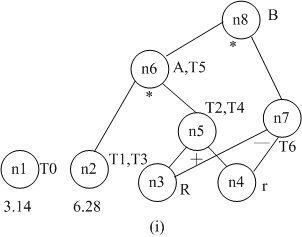 n8 B
*
n6 A,T5
*
T2,T4
n5 n7
+ — T6
n1 T0 n2 T1,T3 n3 R n4 r
3.14 6.28
(i)